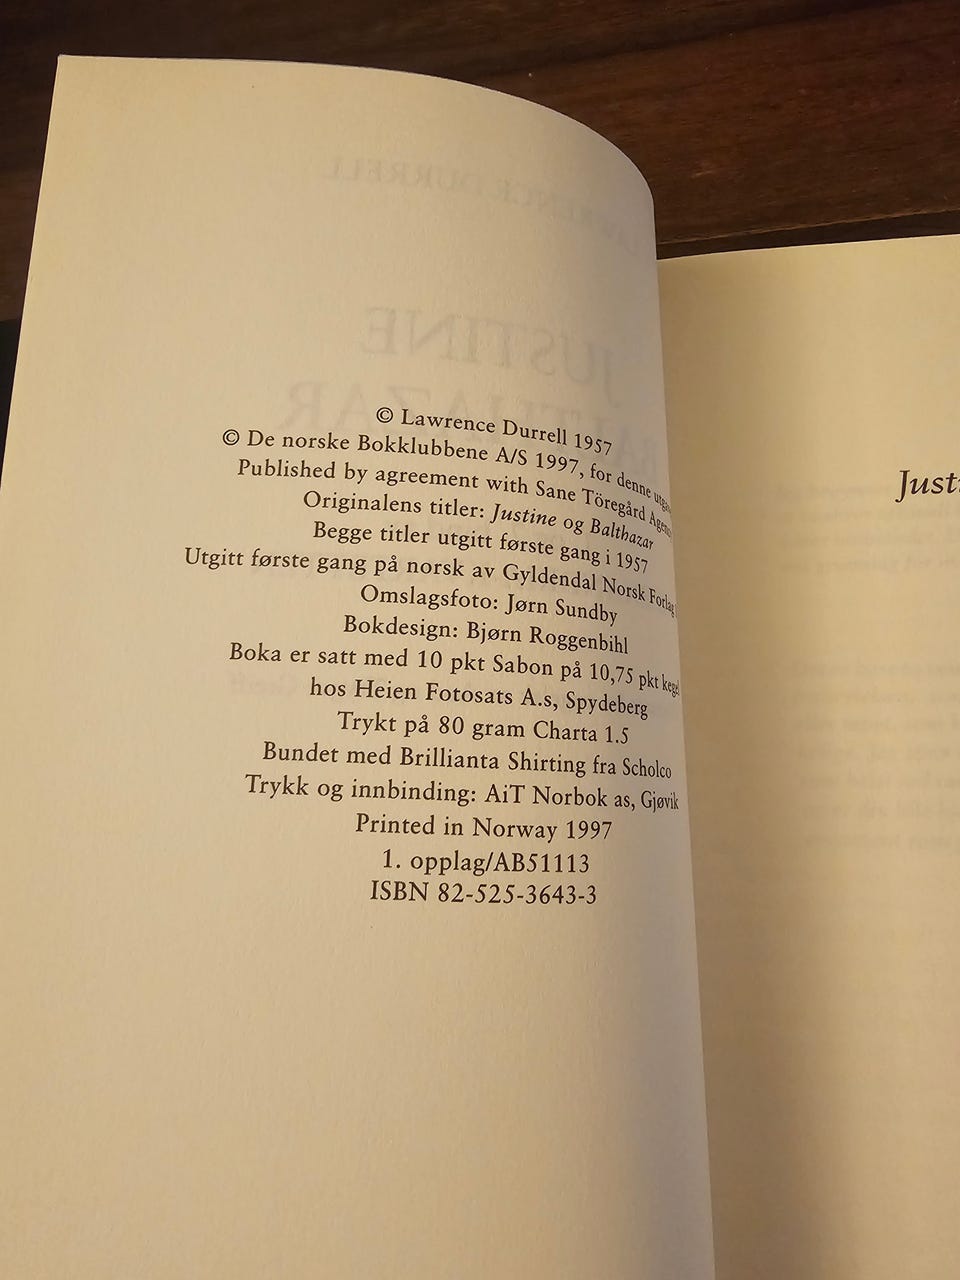 © Lawrence Durrell 1957
© De norske Bokklubbene A/S 1997, for denne
Published by agreement with Sane Töregård
Originalens titler: Justine og Balthazar
Begge titler utgitt første gang i 1957
Utgitt første gang på norsk av Gyldendal Norsk Forlag
Omslagsfoto: Jørn Sundby
Bokdesign: Bjørn Roggenbihl
Boka er satt med 10 pkt Sabon på 10,75 pkt kegel
hos Heien Fotosats A.s, Spydeberg
Trykt på 80 gram Charta 1.5
Bundet med Brillianta Shirting fra Scholco
Trykk og innbinding: AiT Norbok as, Gjøvik
Printed in Norway 1997
1. opplag/AB51113
ISBN 82-525-3643-3
Justi